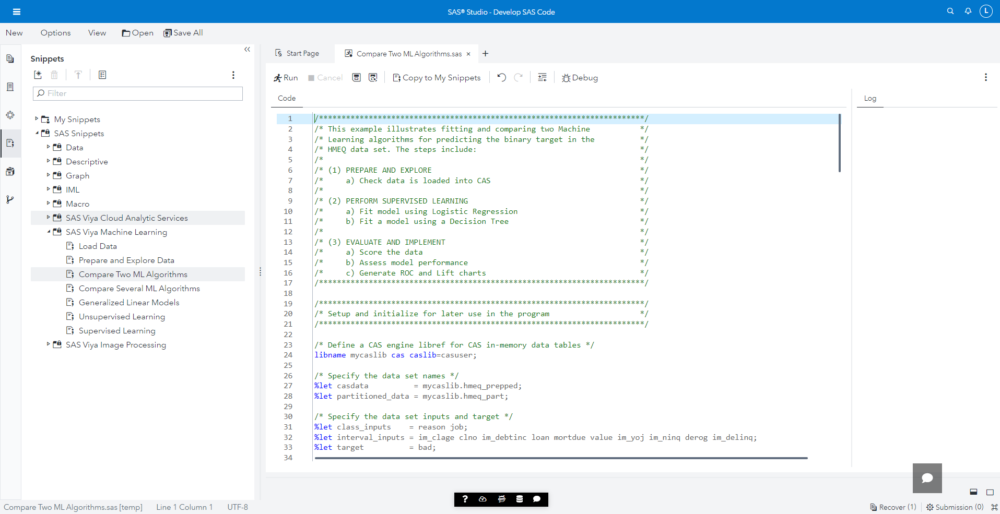 SAS® Studio - Develop SAS Code
L
New Options View Open Save All
Snippets
Filter
My Snippets
SAS Snippets
Data
Descriptive
Graph
IML
Macro
SAS Viya Cloud Analytic Services
SAS Viya Machine Learning
Load Data
Prepare and Explore Data
Compare Two ML Algorithms
Compare Several ML Algorithms
Generalized Linear Models
Unsupervised Learning
Supervised Learning
SAS Viya Image Processing
Start Page Compare Two ML Algorithms.sas × +
Run Cancel Copy to My Snippets Debug
Code
1 /************************************************************************/
2 /* This example illustrates fitting and comparing two Machine */
3 /* Learning algorithms for predicting the binary target in the */
4 /* HMEQ data set. The steps include: */
5 /* */
6 /* (1) PREPARE AND EXPLORE */
7 /* a) Check data is loaded into CAS */
8 /* */
9 /* (2) PERFORM SUPERVISED LEARNING */
10 /* a) Fit model using Logistic Regression */
11 /* b) Fit a model using a Decision Tree */
12 /* */
13 /* (3) EVALUATE AND IMPLEMENT */
14 /* a) Score the data */
15 /* b) Assess model performance */
16 /* c) Generate ROC and Lift charts */
17 /************************************************************************/
18
19 /************************************************************************/
20 /* Setup and initialize for later use in the program */
21 /************************************************************************/
22
23 /* Define a CAS engine libref for CAS in-memory data tables */
24 libname mycaslib cas caslib=casuser;
25
26 /* Specify the data set names */
27 %let casdata = mycaslib.hmeq_prepped;
28 %let partitioned_data = mycaslib.hmeq_part;
29
30 /* Specify the data set inputs and target */
31 %let class_inputs = reason job;
32 %let interval_inputs = im_clage clno im_debtinc loan mortdue value im_yoj im_ninq derog im_delinq;
33 %let target = bad;
34
Log
Compare Two ML Algorithms.sas [temp] Line 1 Column 1 UTF-8
Recover (1) Submission (0)